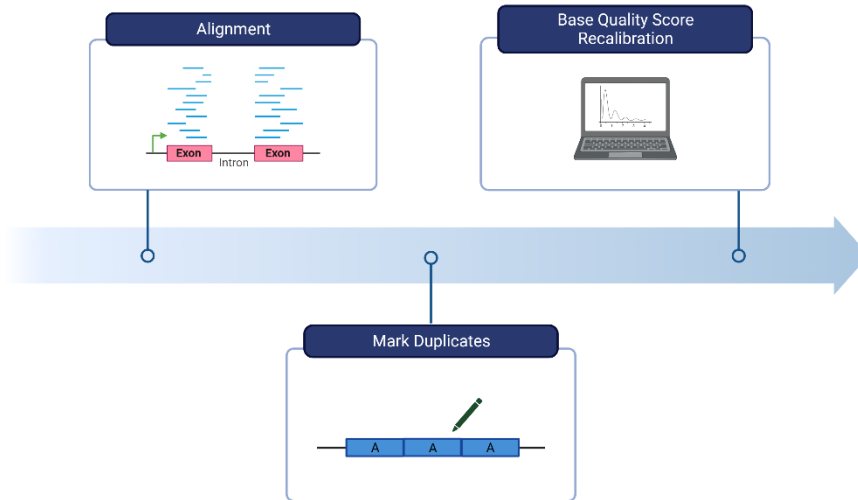 Alignment
Exon
Exon
Intron
Base Quality Score
Recalibration
Mark Duplicates
A
A
A